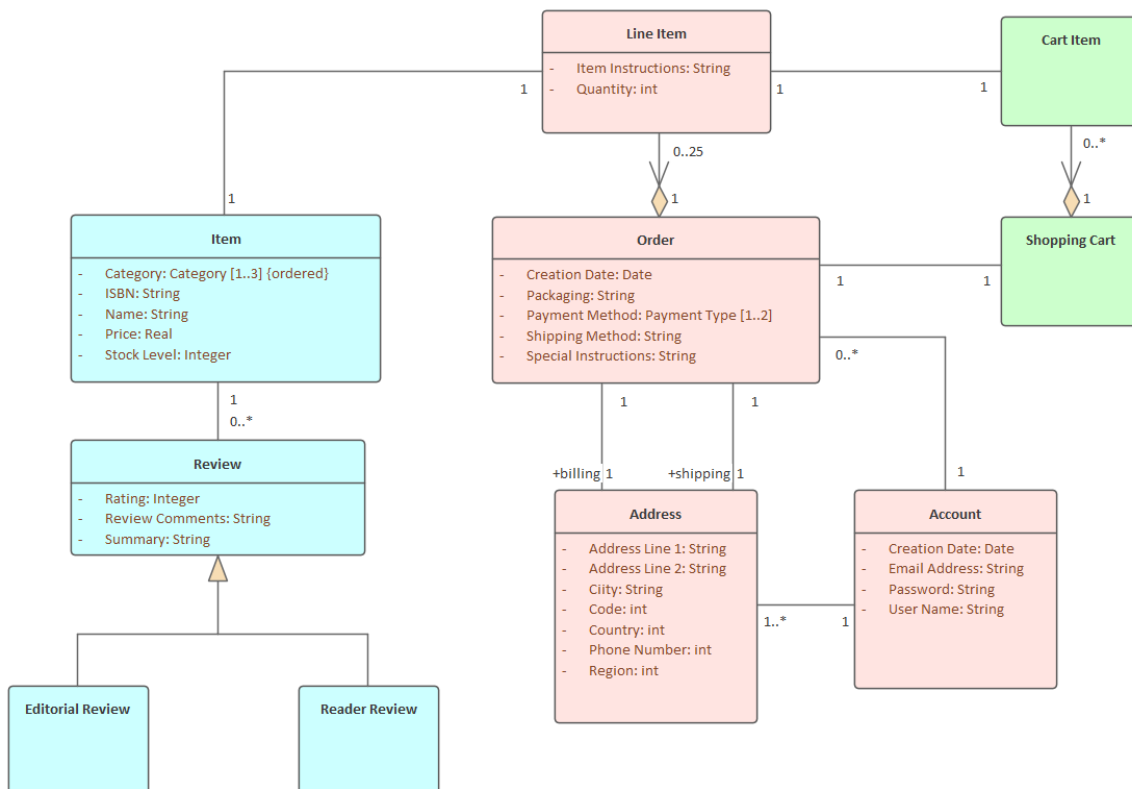 Line Item
- Item Instructions: String
- Quantity: int
Cart Item
1
1
1
0..25
0..*
1
1
1
Item
- Category: Category [1..3] {ordered}
- ISBN: String
- Name: String
- Price: Real
- Stock Level: Integer
Order
- Creation Date: Date
- Packaging: String
- Payment Method: Payment Type [1..2]
- Shipping Method: String
- Special Instructions: String
Shopping Cart
1
1
0..*
1
0..*
1
1
Review
- Rating: Integer
- Review Comments: String
- Summary: String
+billing 1
+shipping 1
1
Address
- Address Line 1: String
- Address Line 2: String
- Ciity: String
- Code: int
- Country: int
- Phone Number: int
- Region: int
Account
- Creation Date: Date
- Email Address: String
- Password: String
- User Name: String
1..*
1
Editorial Review
Reader Review